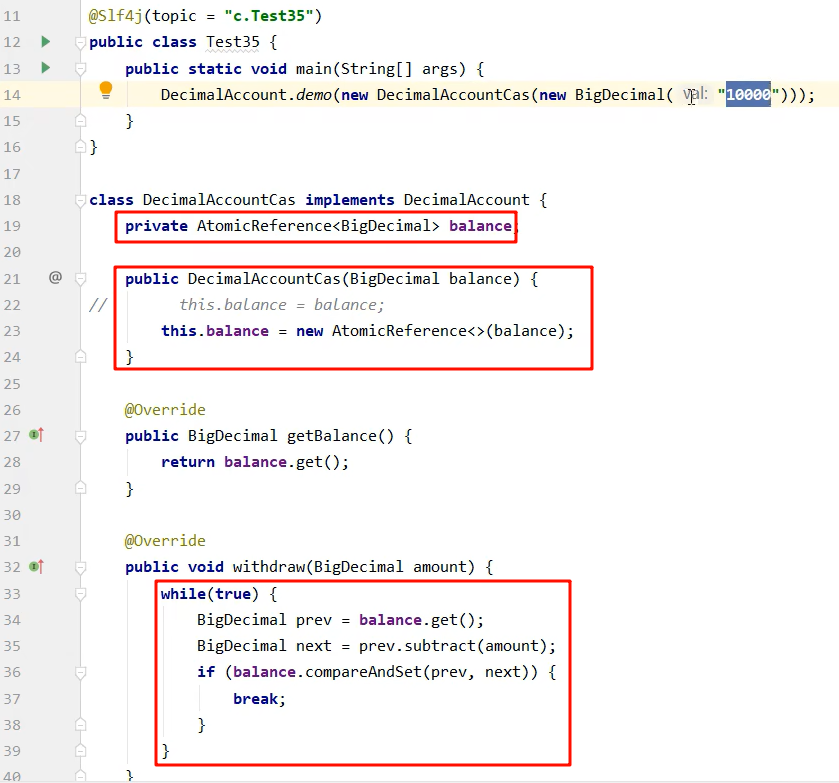 11 @Slf4j(topic = "c.Test35")
12 public class Test35 {
13 public static void main(String[] args) {
14 DecimalAccount.demo(new DecimalAccountCas(new BigDecimal( val: "10000")));
15 }
16 }
17
18 class DecimalAccountCas implements DecimalAccount {
19 private AtomicReference<BigDecimal> balance;
20
21 @ public DecimalAccountCas(BigDecimal balance) {
22 // this.balance = balance;
23 this.balance = new AtomicReference<>(balance);
24 }
25
26 @Override
27 public BigDecimal getBalance() {
28 return balance.get();
29 }
30
31 @Override
32 public void withdraw(BigDecimal amount) {
33 while(true) {
34 BigDecimal prev = balance.get();
35 BigDecimal next = prev.subtract(amount);
36 if (balance.compareAndSet(prev, next)) {
37 break;
38 }
39 }
40 }